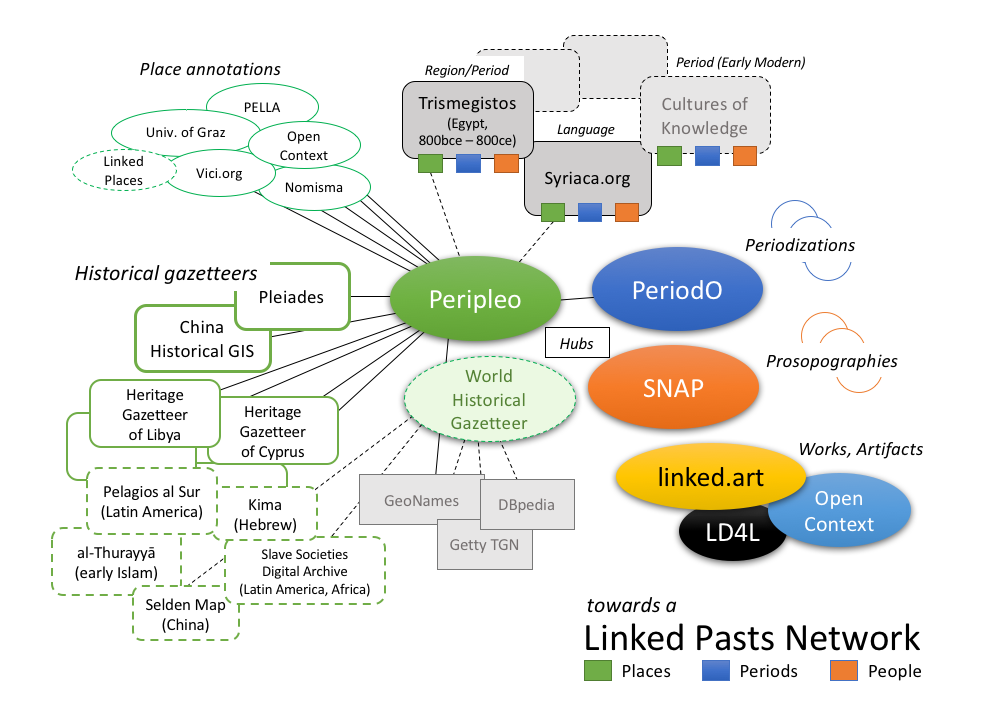 Place annotations
PELLA
Univ. of Graz
Open
Context
Linked
Places
Vici.org
Nomisma
Region/Period
Trismegistos
(Egypt,
800bce – 800ce)
Period (Early Modern)
Cultures of
Knowledge
Language
Syriaca.org
Periodizations
Historical gazetteers
Pleiades
China
Historical GIS
Peripleo
PeriodO
Hubs
Prosopographies
SNAP
World
Historical
Gazetteer
Heritage
Gazetteer
of Libya
Heritage
Gazetteer
of Cyprus
Works, Artifacts
linked.art
Open
Context
LD4L
Pelagios al Sur
(Latin America)
Kima
(Hebrew)
GeoNames
DBpedia
Getty TGN
al-Thurayyā
(early Islam)
Slave Societies
Digital Archive
(Latin America, Africa)
Selden Map
(China)
towards a
Linked Pasts Network
Places
Periods
People